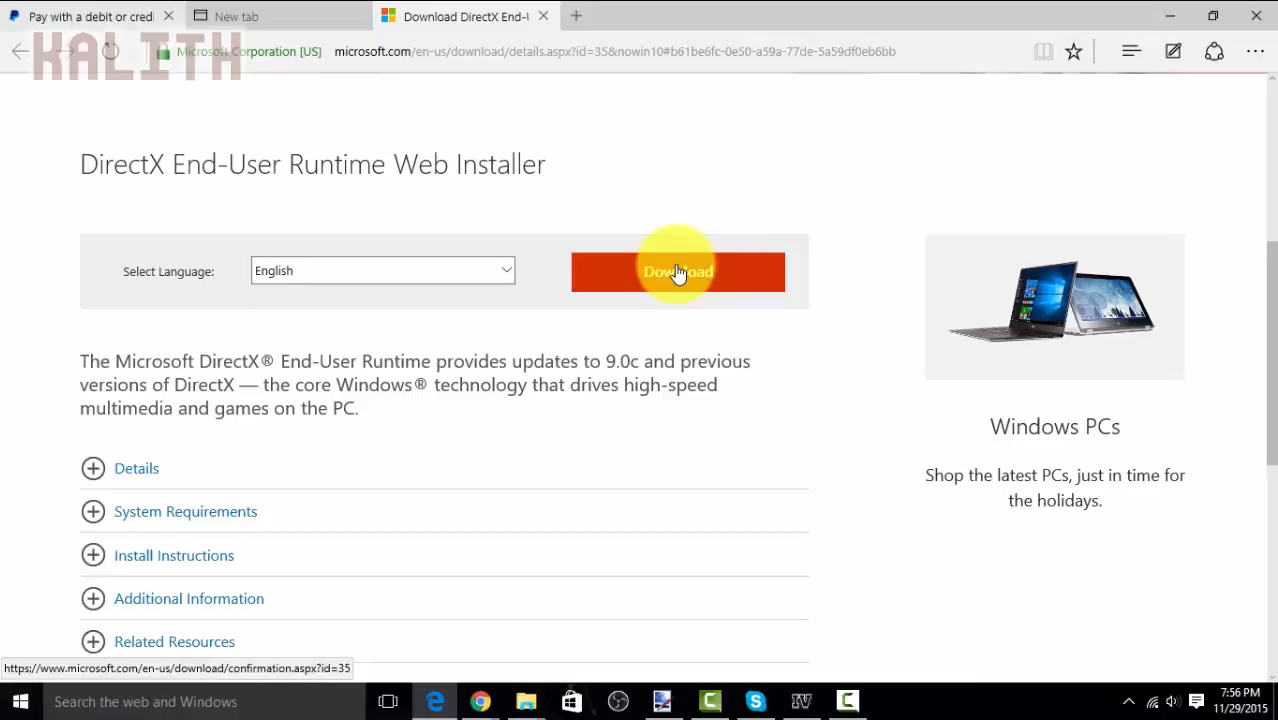 Pay with a debit or credi
New tab
Download DirectX End-U
KALITH
Microsoft Corporation [US]
microsoft.com/en-us/download/details.aspx?id=35&nowin10#b61be6fc-0e50-a59a-77de-5a59df0eb6bb
DirectX End-User Runtime Web Installer
Select Language:
English
Download
The Microsoft DirectX® End-User Runtime provides updates to 9.0c and previous
versions of DirectX — the core Windows® technology that drives high-speed
multimedia and games on the PC.
Windows PCs
Shop the latest PCs, just in time for
the holidays.
Details
System Requirements
Install Instructions
Additional Information
Related Resources
https://www.microsoft.com/en-us/download/confirmation.aspx?id=35
Search the web and Windows
IV
7:56 PM
11/29/2015